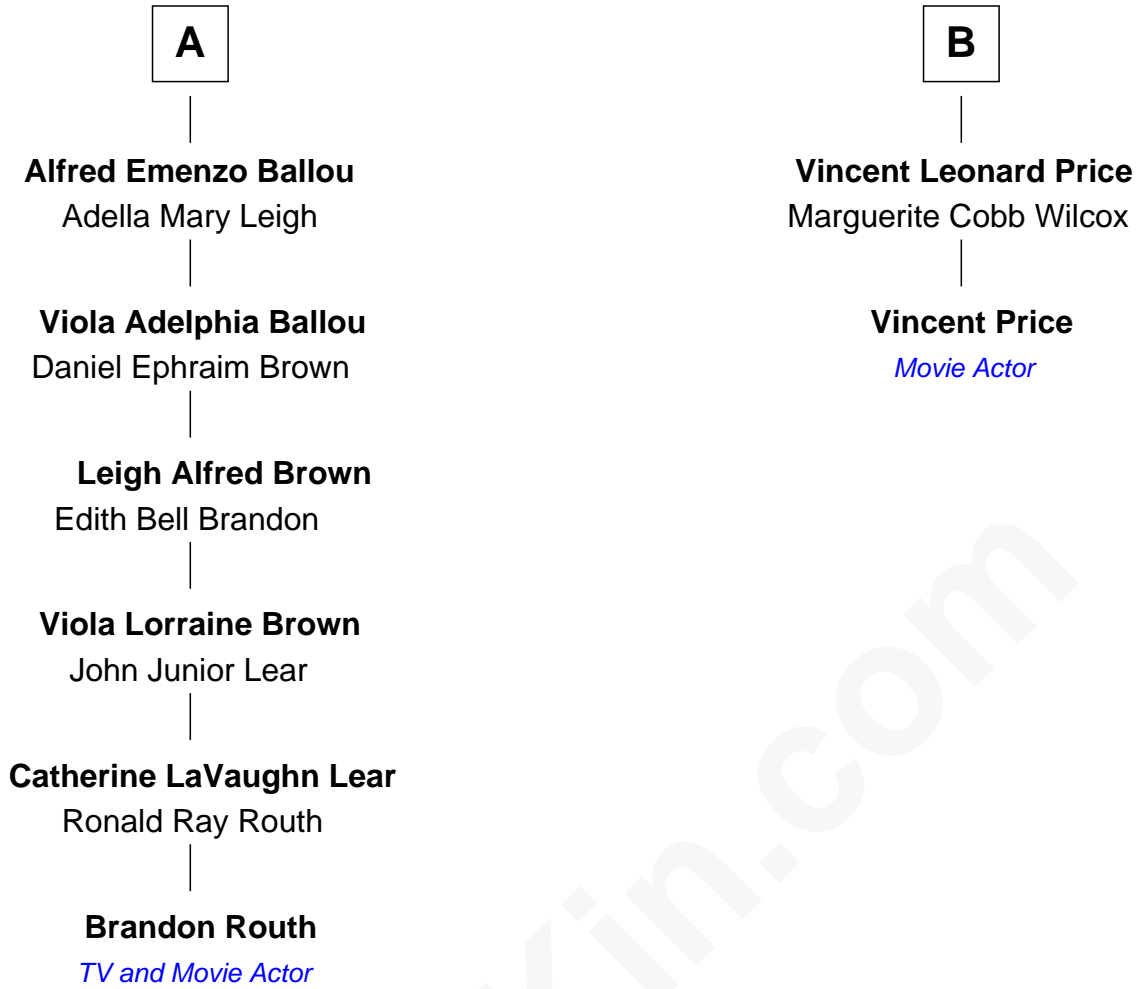 A
Alfred Emenzo Ballou
Adella Mary Leigh
Viola Adelphia Ballou
Daniel Ephraim Brown
Leigh Alfred Brown
Edith Bell Brandon
Viola Lorraine Brown
John Junior Lear
Catherine LaVaughn Lear
Ronald Ray Routh
Brandon Routh
TV and Movie Actor
B
Vincent Leonard Price
Marguerite Cobb Wilcox
Vincent Price
Movie Actor
Kin.com